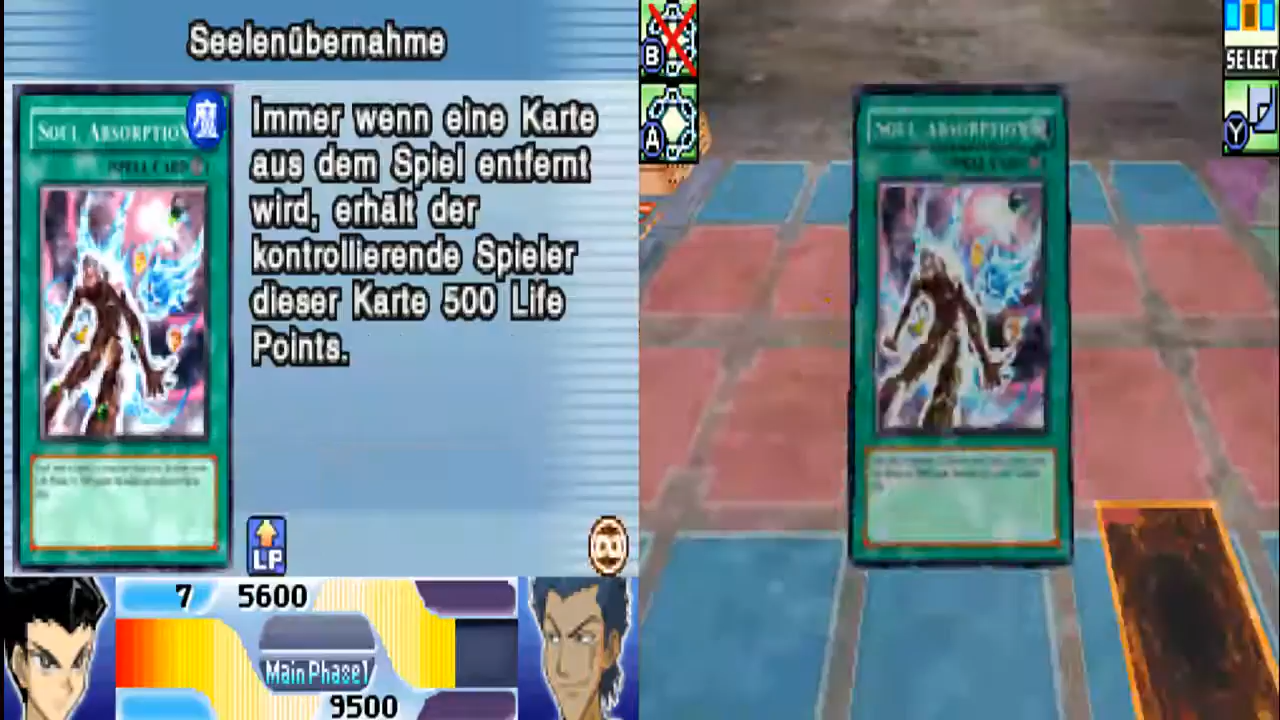 Seelenübernahme
SOUL ABSORPTION
魔
SPELL CARD
Immer wenn eine Karte
aus dem Spiel entfernt
wird, erhält der
kontrollierende Spieler
dieser Karte 500 Life
Points.
LP
7 5600
Main Phase1
9500
B
A
SELECT
Y
SOUL ABSORPTION
SPELL CARD